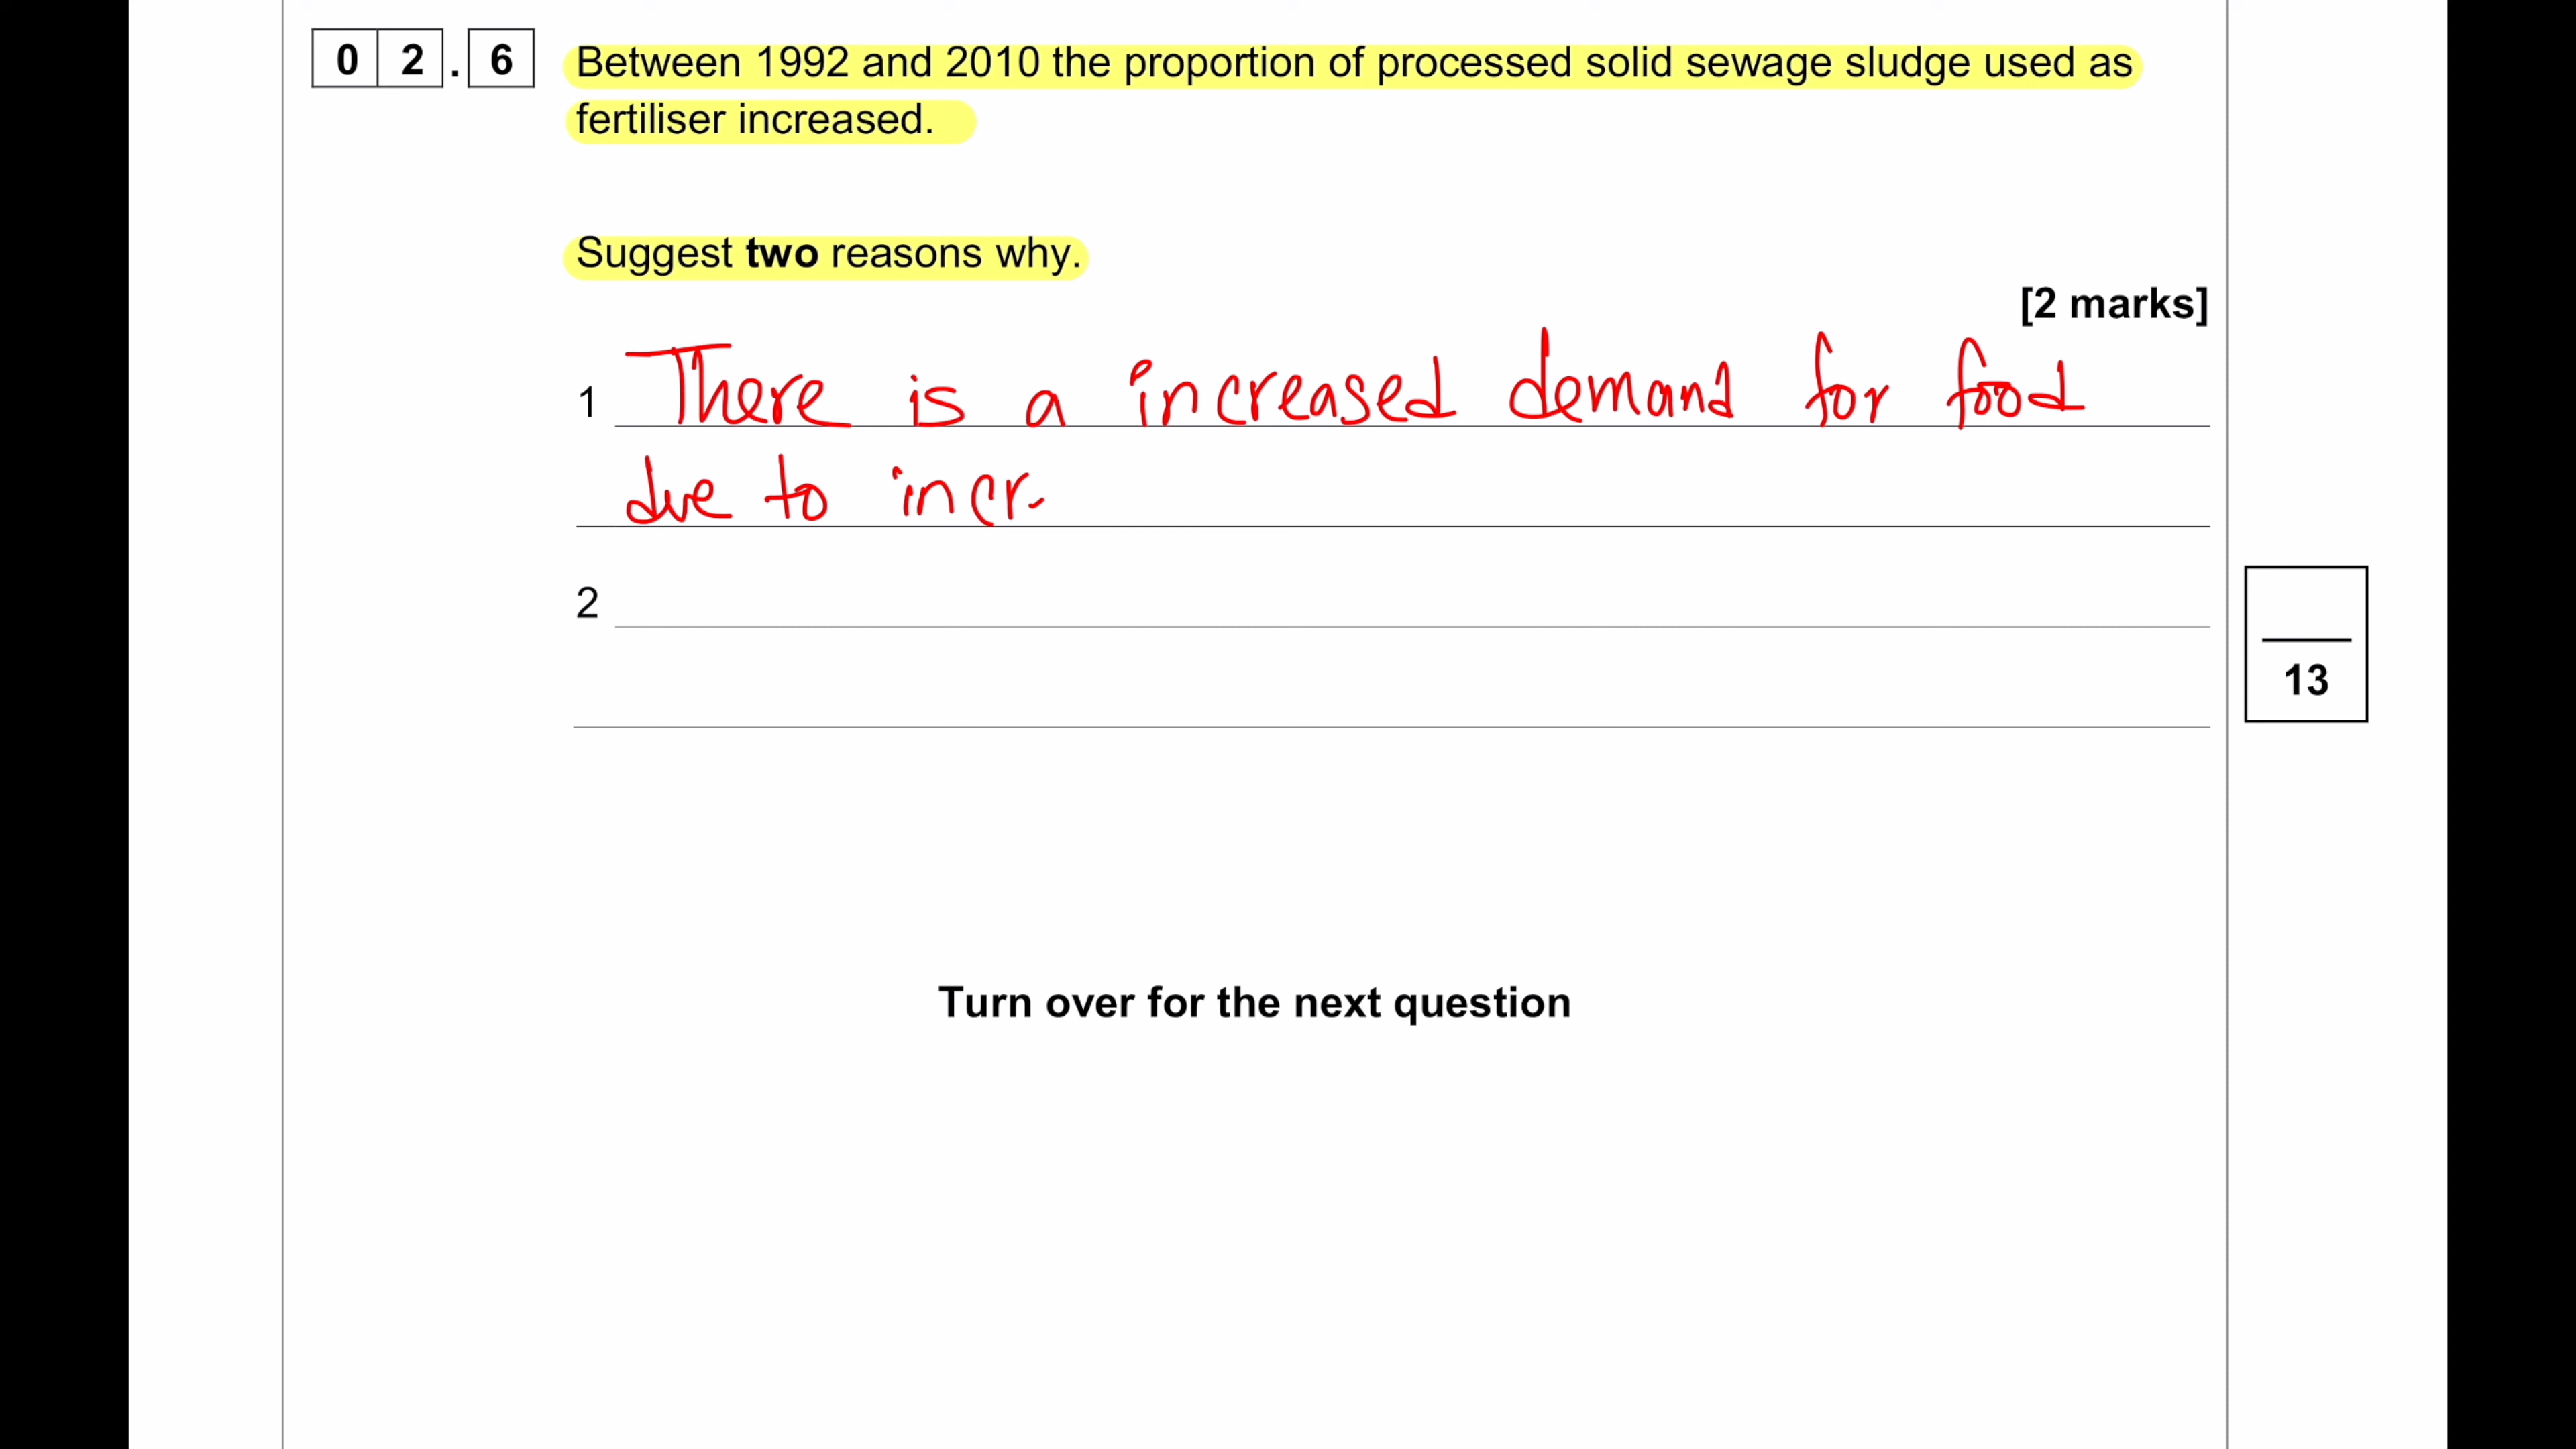 02.6 Between 1992 and 2010 the proportion of processed solid sewage sludge used as
fertiliser increased.
Suggest two reasons why.
[2 marks]
1 There is a increased demand for food
due to incr
2
13
Turn over for the next question